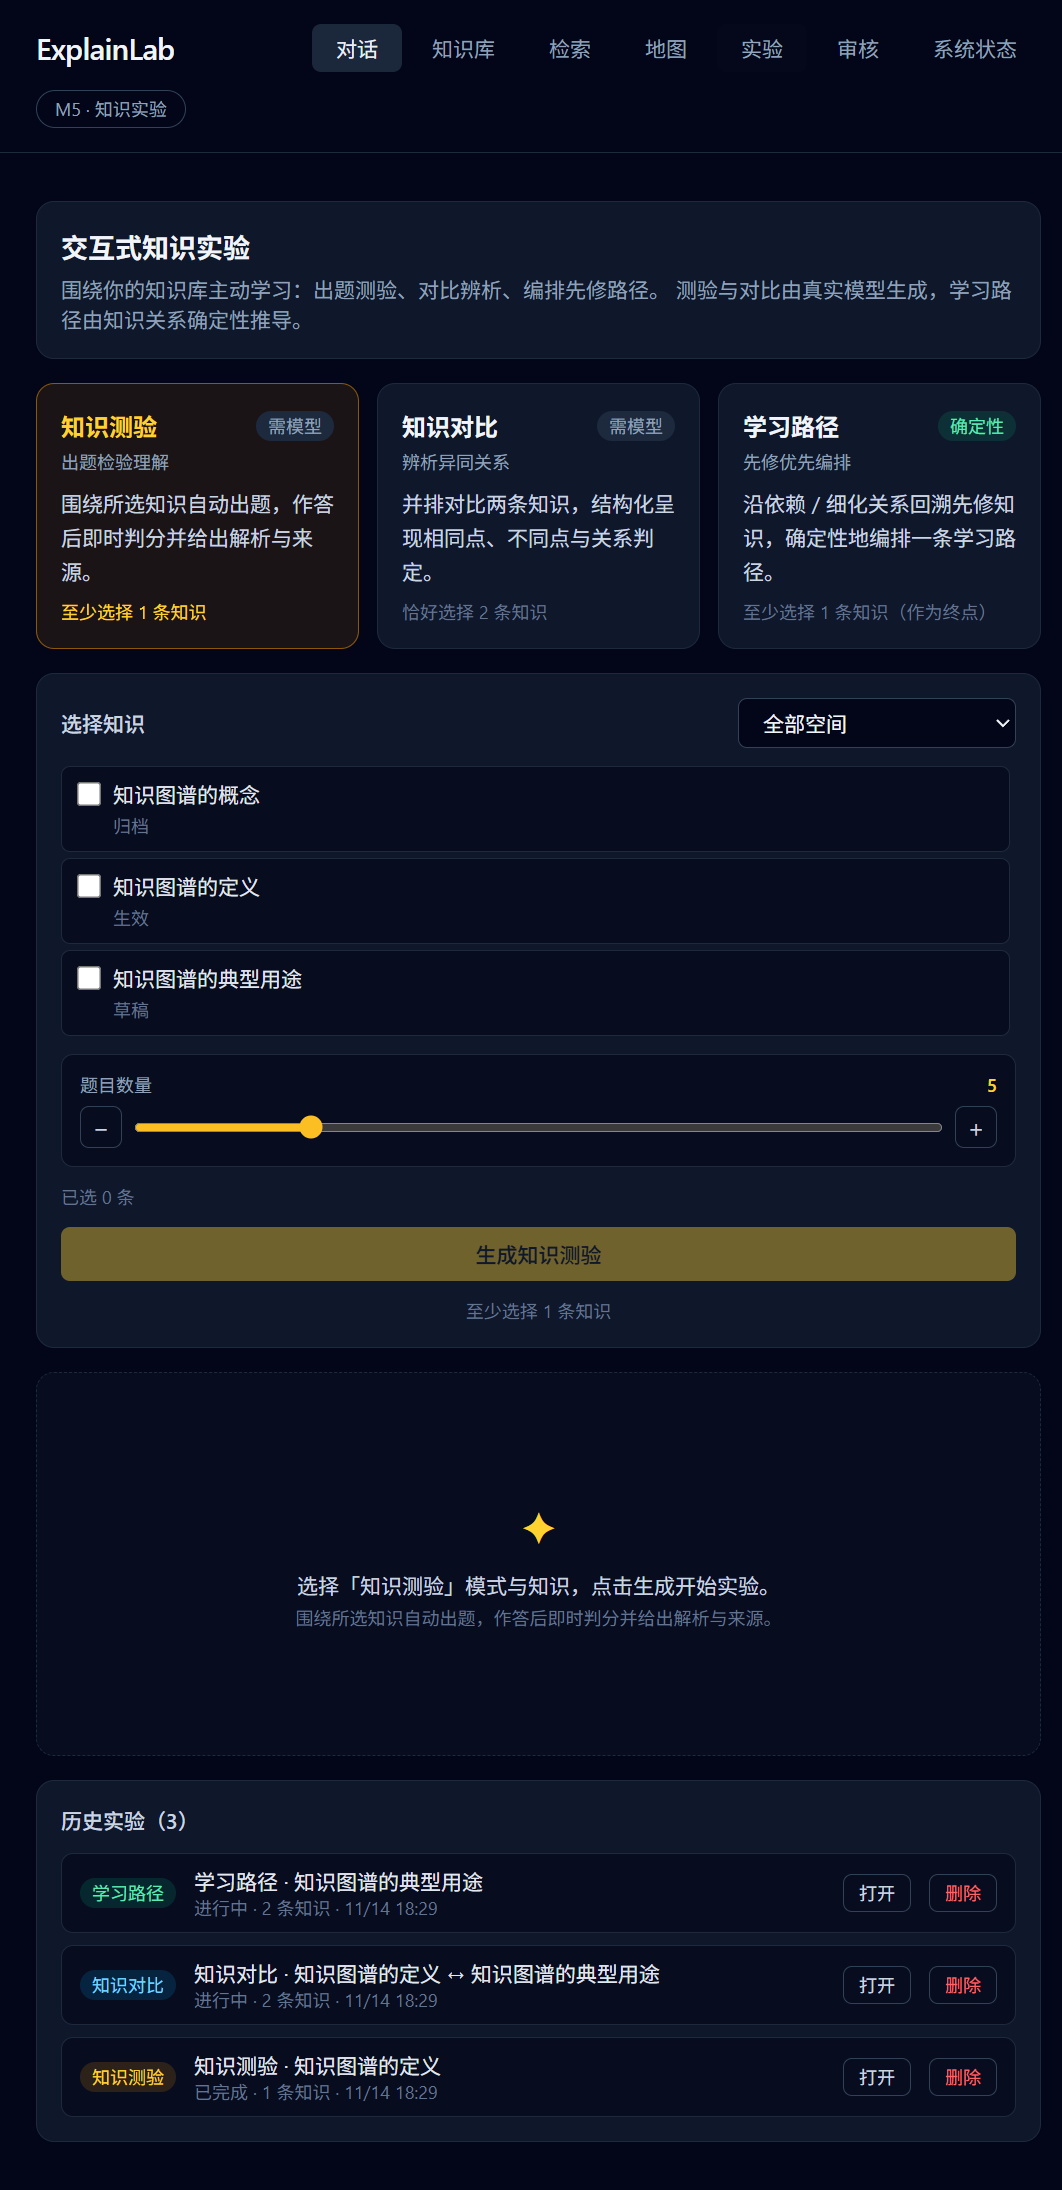 ExplainLab
对话
知识库
检索
地图
实验
审核
系统状态
M5 · 知识实验
交互式知识实验
围绕你的知识库主动学习：出题测验、对比辨析、编排先修路径。 测验与对比由真实模型生成，学习路
径由知识关系确定性推导。
知识测验
需模型
出题检验理解
围绕所选知识自动出题，作答
后即时判分并给出解析与来
源。
至少选择 1 条知识
知识对比
需模型
辨析异同关系
并排对比两条知识，结构化呈
现相同点、不同点与关系判
定。
恰好选择 2 条知识
学习路径
确定性
先修优先编排
沿依赖 / 细化关系回溯先修知
识，确定性地编排一条学习路
径。
至少选择 1 条知识（作为终点）
选择知识
全部空间
知识图谱的概念
归档
知识图谱的定义
生效
知识图谱的典型用途
草稿
题目数量
5
−
+
已选 0 条
生成知识测验
至少选择 1 条知识
✦
选择「知识测验」模式与知识，点击生成开始实验。
围绕所选知识自动出题，作答后即时判分并给出解析与来源。
历史实验（3）
学习路径
学习路径 · 知识图谱的典型用途
进行中 · 2 条知识 · 11/14 18:29
打开
删除
知识对比
知识对比 · 知识图谱的定义 ↔ 知识图谱的典型用途
进行中 · 2 条知识 · 11/14 18:29
打开
删除
知识测验
知识测验 · 知识图谱的定义
已完成 · 1 条知识 · 11/14 18:29
打开
删除